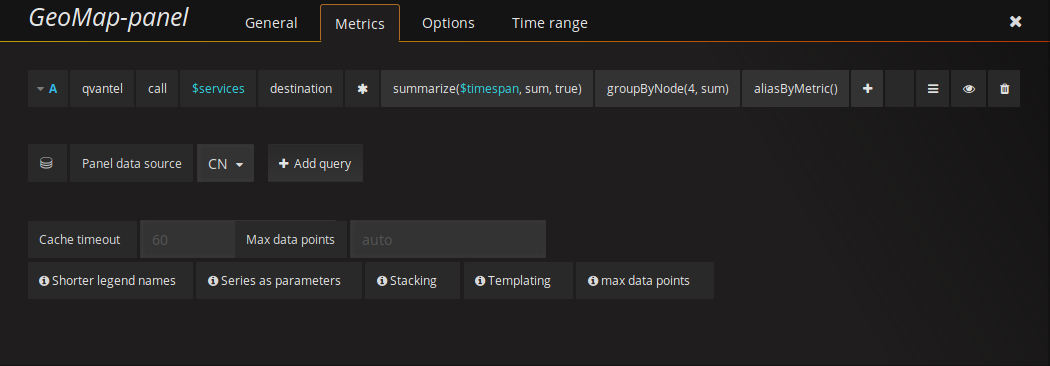 GeoMap-panel General Metrics Options Time range
A qvantel call $services destination * summarize($timespan, sum, true) groupByNode(4, sum) aliasByMetric()
Panel data source CN Add query
Cache timeout 60 Max data points auto
Shorter legend names Series as parameters Stacking Templating max data points